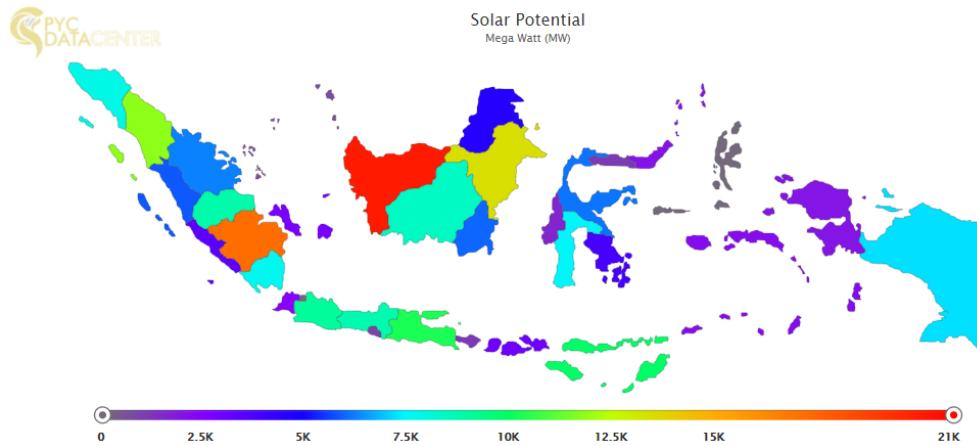 PYC
DATACENTER
Solar Potential
Mega Watt (MW)
0 2.5K 5K 7.5K 10K 12.5K 15K 21K